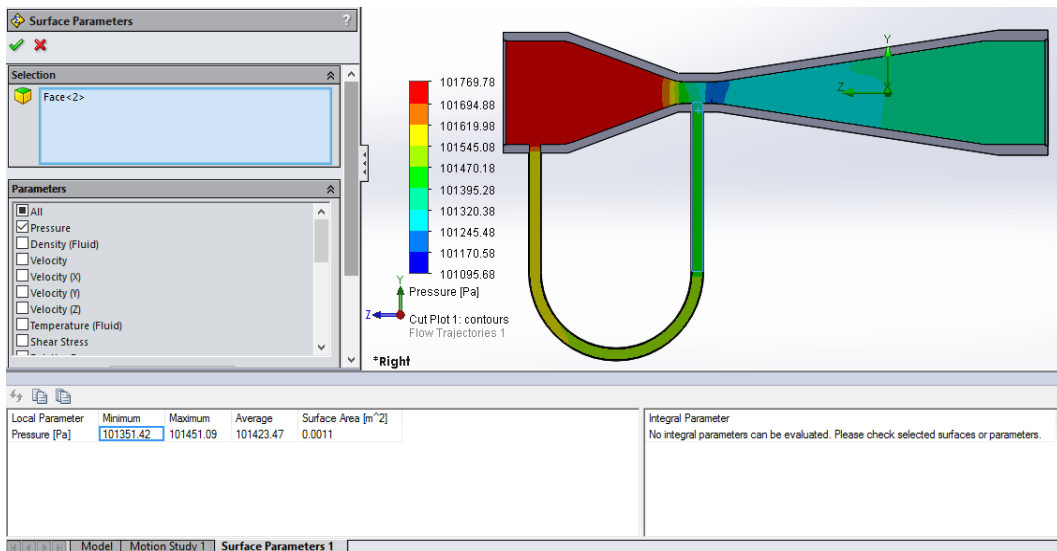 Surface Parameters ?
Selection
Face<2>
Parameters
All
Pressure
Density (Fluid)
Velocity
Velocity (X)
Velocity (Y)
Velocity (Z)
Temperature (Fluid)
Shear Stress
101769.78
101694.88
101619.98
101545.08
101470.18
101395.28
101320.38
101245.48
101170.58
101095.68
Pressure [Pa]
Cut Plot 1: contours
Flow Trajectories 1
Y
Z
*Right
Y
Z
X
Local Parameter Minimum Maximum Average Surface Area [m^2]
Pressure [Pa] 101351.42 101451.09 101423.47 0.0011
Integral Parameter
No integral parameters can be evaluated. Please check selected surfaces or parameters.
Model Motion Study 1 Surface Parameters 1